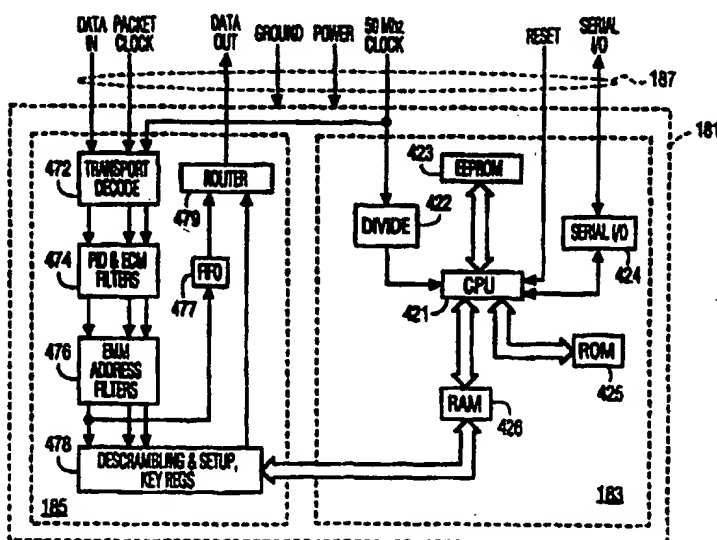 DATA IN
PACKET CLOCK
DATA OUT
GROUND
POWER
50 Mhz CLOCK
RESET
SERIAL I/O
187
181
472
TRANSPORT DECODE
ROUTER
479
423
EEPROM
422
DIVIDE
SERIAL I/O
424
474
PID & ECM FILTERS
FIFO
477
CPU
421
476
EMM ADDRESS FILTERS
ROM
425
RAM
426
478
DESCRAMBLING & SETUP, KEY REGS
185
183